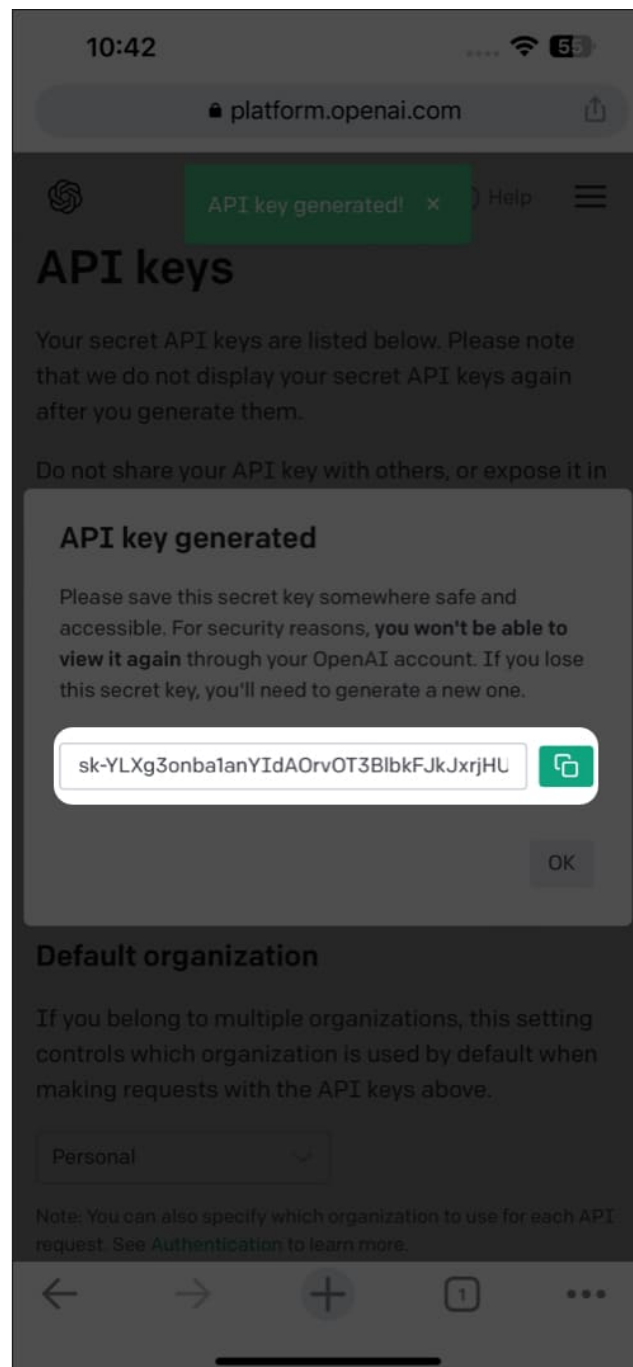 10:42
55
platform.openai.com
API key generated! ×
Help
API keys
Your secret API keys are listed below. Please note
that we do not display your secret API keys again
after you generate them.
Do not share your API key with others, or expose it in
API key generated
Please save this secret key somewhere safe and
accessible. For security reasons, you won't be able to
view it again through your OpenAI account. If you lose
this secret key, you'll need to generate a new one.
sk-YLXg3onba1anYIdAOrvOT3BlbkFJkJxrjHU
OK
Default organization
If you belong to multiple organizations, this setting
controls which organization is used by default when
making requests with the API keys above.
Personal
Note: You can also specify which organization to use for each API
request. See Authentication to learn more.
1